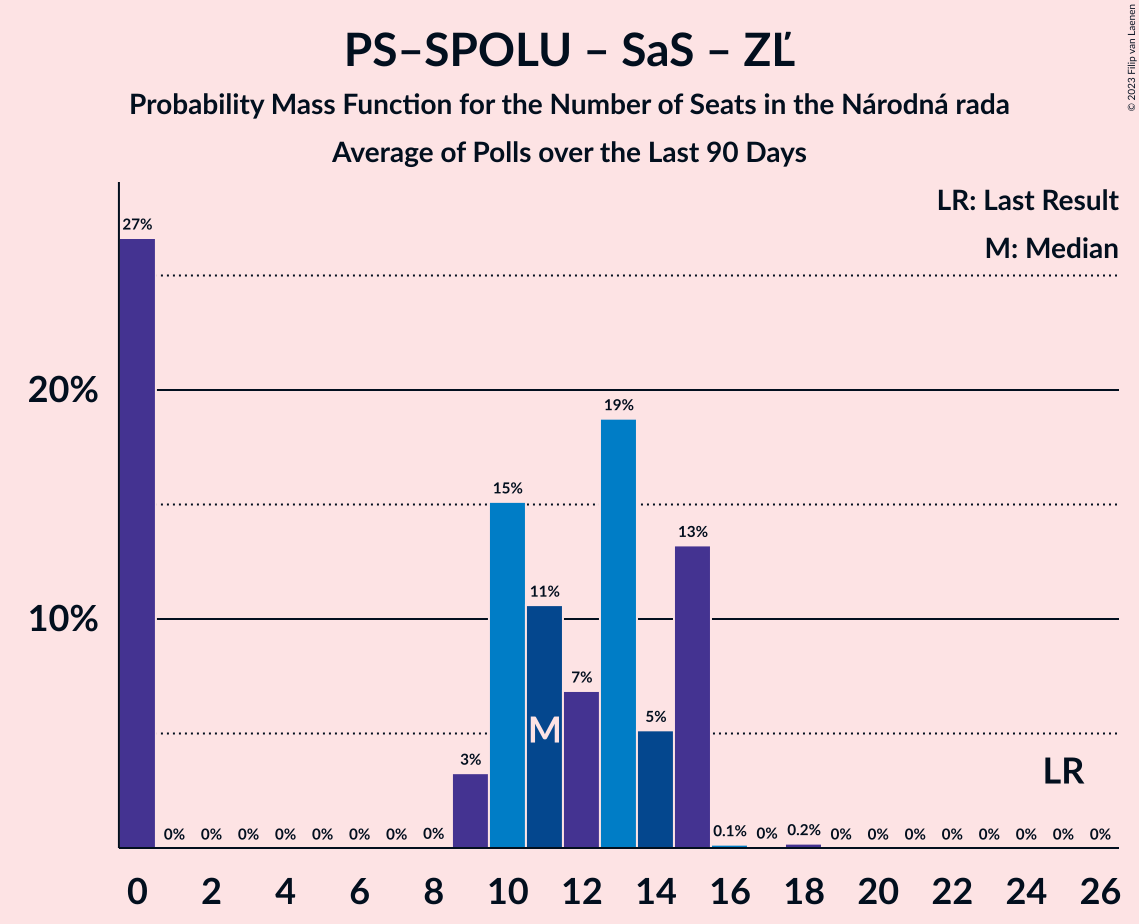 PS–SPOLU – SaS – ZĽ
Probability Mass Function for the Number of Seats in the Národná rada
Average of Polls over the Last 90 Days
© 2023 Filip van Laenen
LR: Last Result
M: Median
27%
20%
19%
15%
13%
11%
10%
7%
5%
M
3%
LR
0% 0% 0% 0% 0% 0% 0% 0% 0.1% 0% 0.2% 0% 0% 0% 0% 0% 0% 0% 0%
0 2 4 6 8 10 12 14 16 18 20 22 24 26